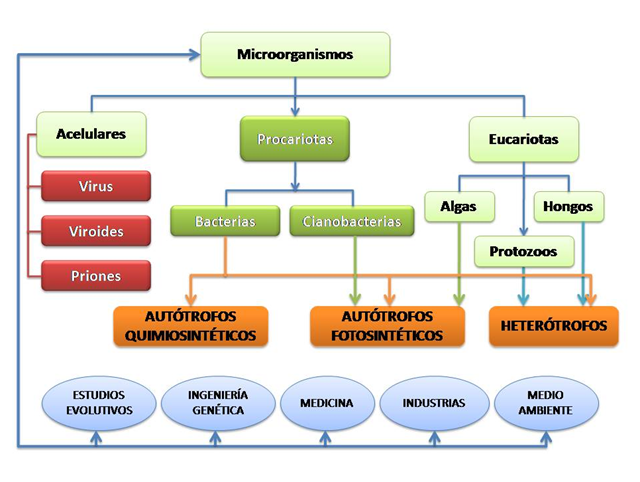 Microorganismos
Acelulares
Procariotas
Eucariotas
Virus
Viroides
Priones
Bacterias
Cianobacterias
Algas
Hongos
Protozoos
AUTÓTROFOS
QUIMIOSINTÉTICOS
AUTÓTROFOS
FOTOSINTÉTICOS
HETERÓTROFOS
ESTUDIOS
EVOLUTIVOS
INGENIERÍA
GENÉTICA
MEDICINA
INDUSTRIAS
MEDIO
AMBIENTE